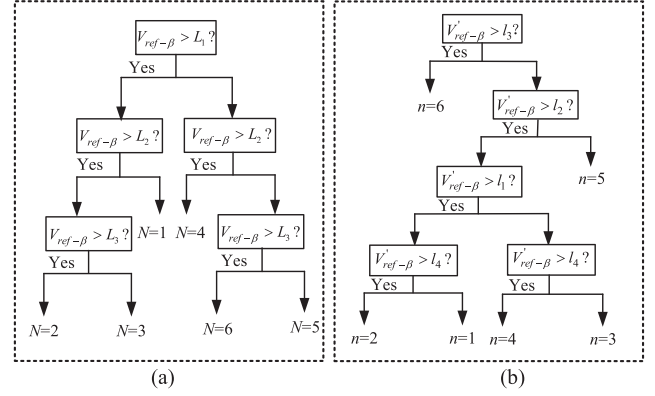 V_ref−β > L₁?
Yes
V_ref−β > L₂?
Yes
V_ref−β > L₂?
Yes
V_ref−β > L₃?
Yes
N=1
N=4
V_ref−β > L₃?
Yes
N=2
N=3
N=6
N=5
(a)
V'_ref−β > l₃?
Yes
n=6
V'_ref−β > l₂?
Yes
n=5
V'_ref−β > l₁?
Yes
V'_ref−β > l₄?
Yes
V'_ref−β > l₄?
Yes
n=2
n=1
n=4
n=3
(b)